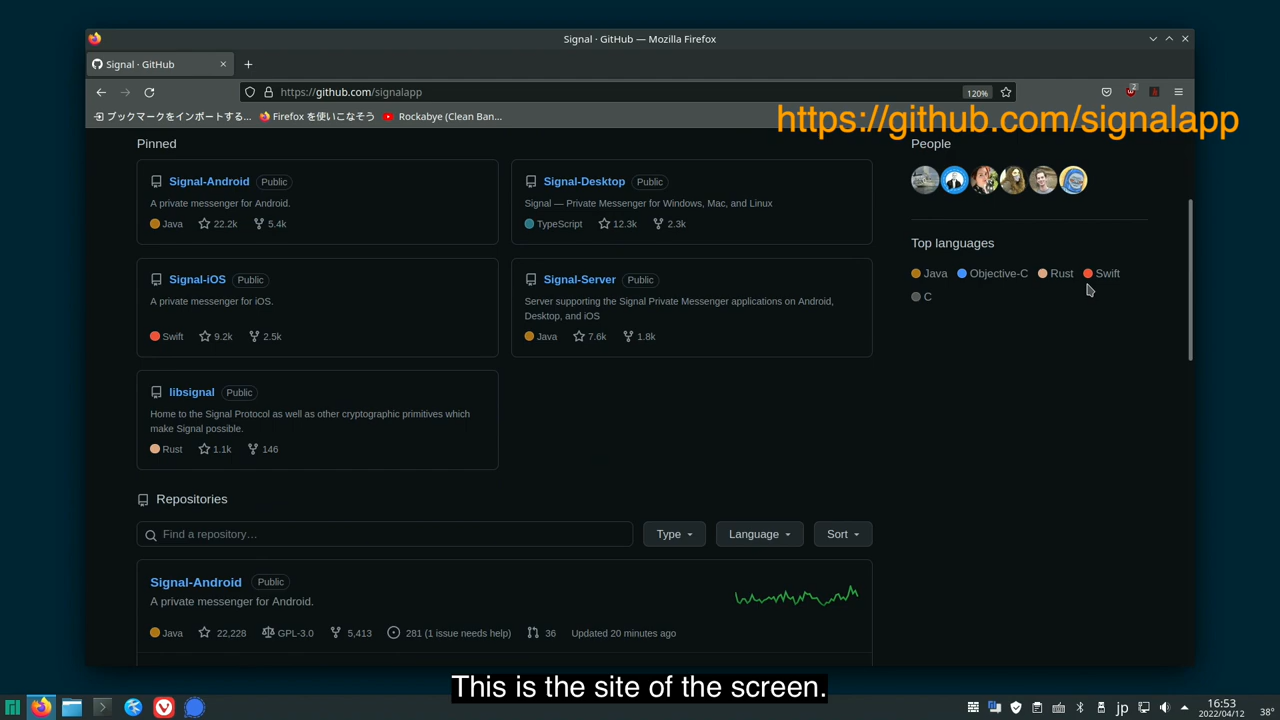 Signal · GitHub — Mozilla Firefox
Signal · GitHub
https://github.com/signalapp
120%
2
ブックマークをインポートする...
Firefox を使いこなそう
Rockabye (Clean Ban...
https://github.com/signalapp
Pinned
Signal-Android Public
A private messenger for Android.
Java 22.2k 5.4k
Signal-Desktop Public
Signal — Private Messenger for Windows, Mac, and Linux
TypeScript 12.3k 2.3k
Signal-iOS Public
A private messenger for iOS.
Swift 9.2k 2.5k
Signal-Server Public
Server supporting the Signal Private Messenger applications on Android,
Desktop, and iOS
Java 7.6k 1.8k
libsignal Public
Home to the Signal Protocol as well as other cryptographic primitives which
make Signal possible.
Rust 1.1k 146
People
Top languages
Java Objective-C Rust Swift
C
Repositories
Find a repository…
Type
Language
Sort
Signal-Android Public
A private messenger for Android.
Java 22,228 GPL-3.0 5,413 281 (1 issue needs help) 36 Updated 20 minutes ago
This is the site of the screen.
jp
16:53
2022/04/12
38°